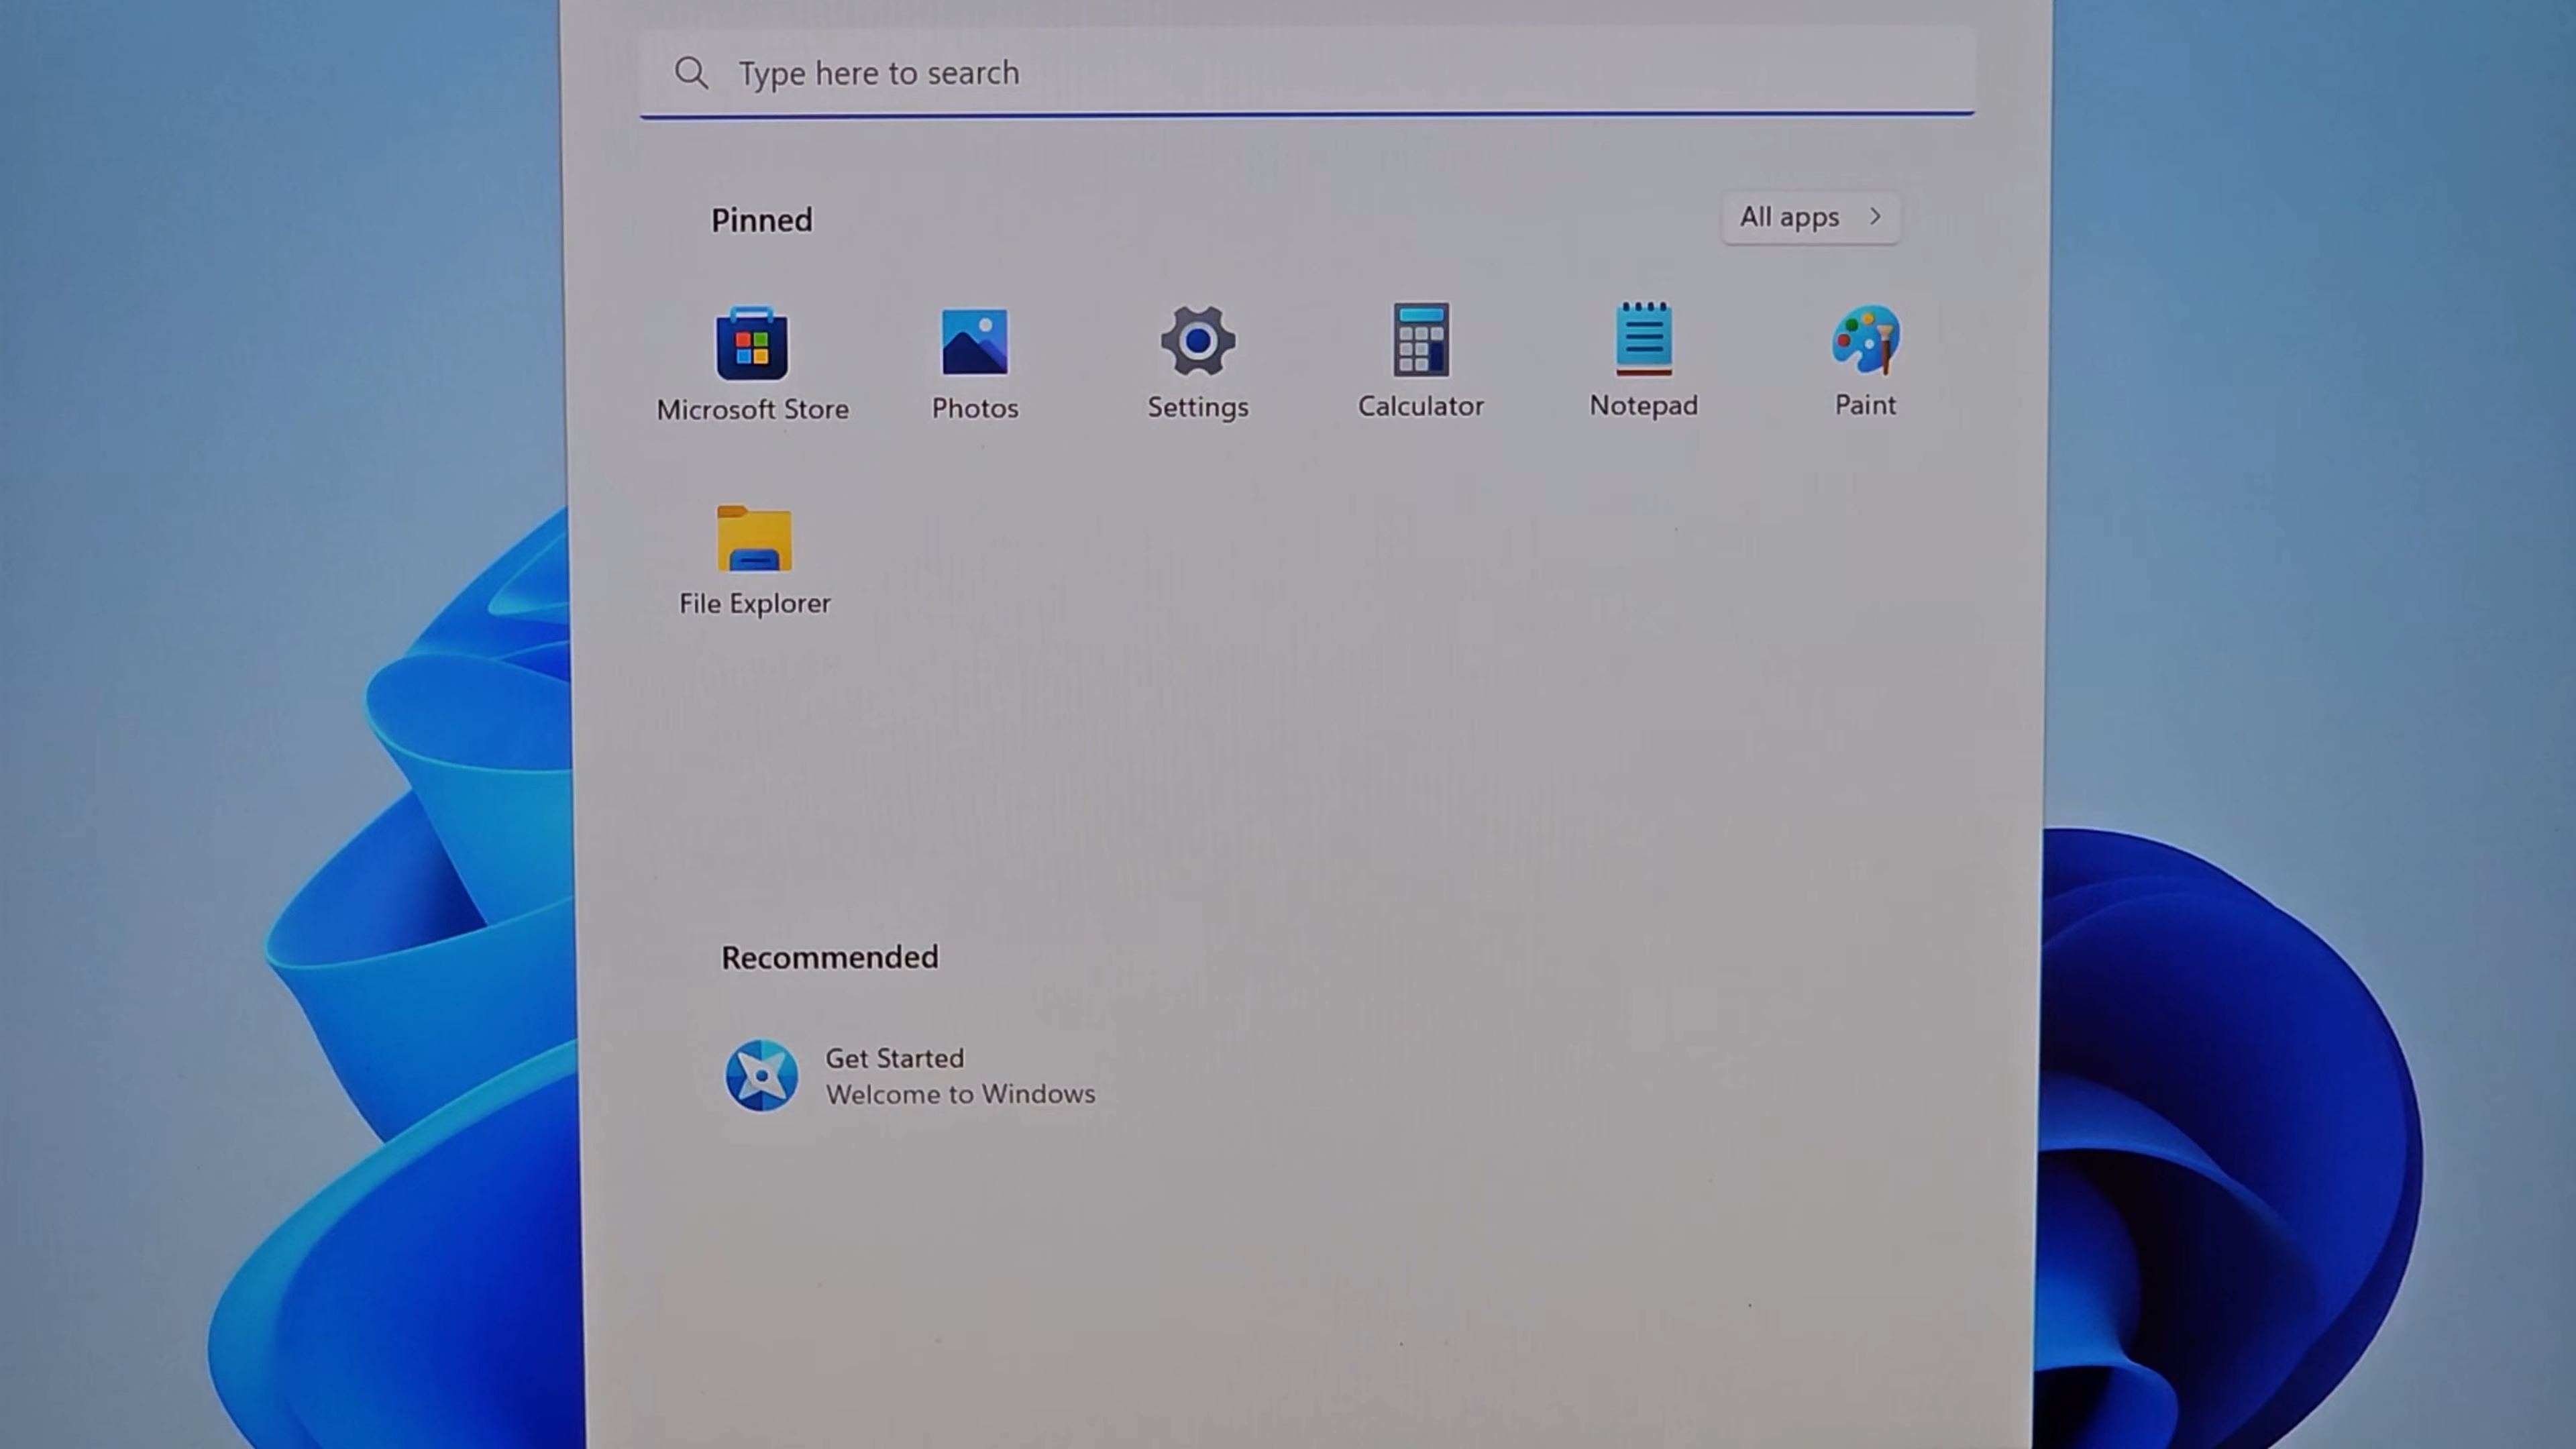 Type here to search
Pinned
All apps
Microsoft Store
Photos
Settings
Calculator
Notepad
Paint
File Explorer
Recommended
Get Started
Welcome to Windows